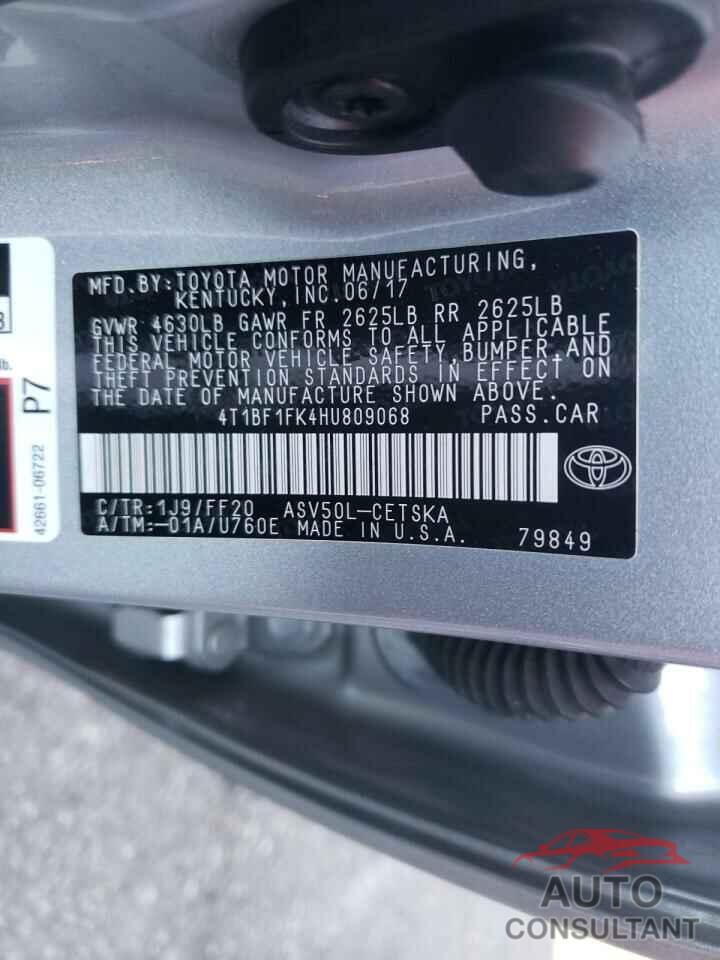 MFD.BY:TOYOTA MOTOR MANUFACTURING,
KENTUCKY,INC.06/17
GVWR 4630LB GAWR FR 2625LB RR 2625LB
THIS VEHICLE CONFORMS TO ALL APPLICABLE
FEDERAL MOTOR VEHICLE SAFETY,BUMPER,AND
THEFT PREVENTION STANDARDS IN EFFECT ON
THE DATE OF MANUFACTURE SHOWN ABOVE.
4T1BF1FK4HU809068 PASS.CAR
C/TR:1J9/FF20 ASV50L-CETSKA
A/TM:-01A/U760E MADE IN U.S.A. 79849
lb.
P7
42661-06722
AUTO
CONSULTANT